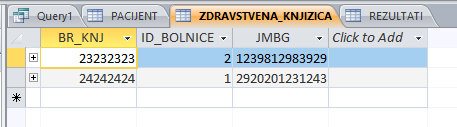 Query1 PACIJENT ZDRAVSTVENA_KNJIZICA REZULTATI
BR_KNJ ID_BOLNICE JMBG Click to Add
23232323 2 1239812983929
24242424 1 2920201231243